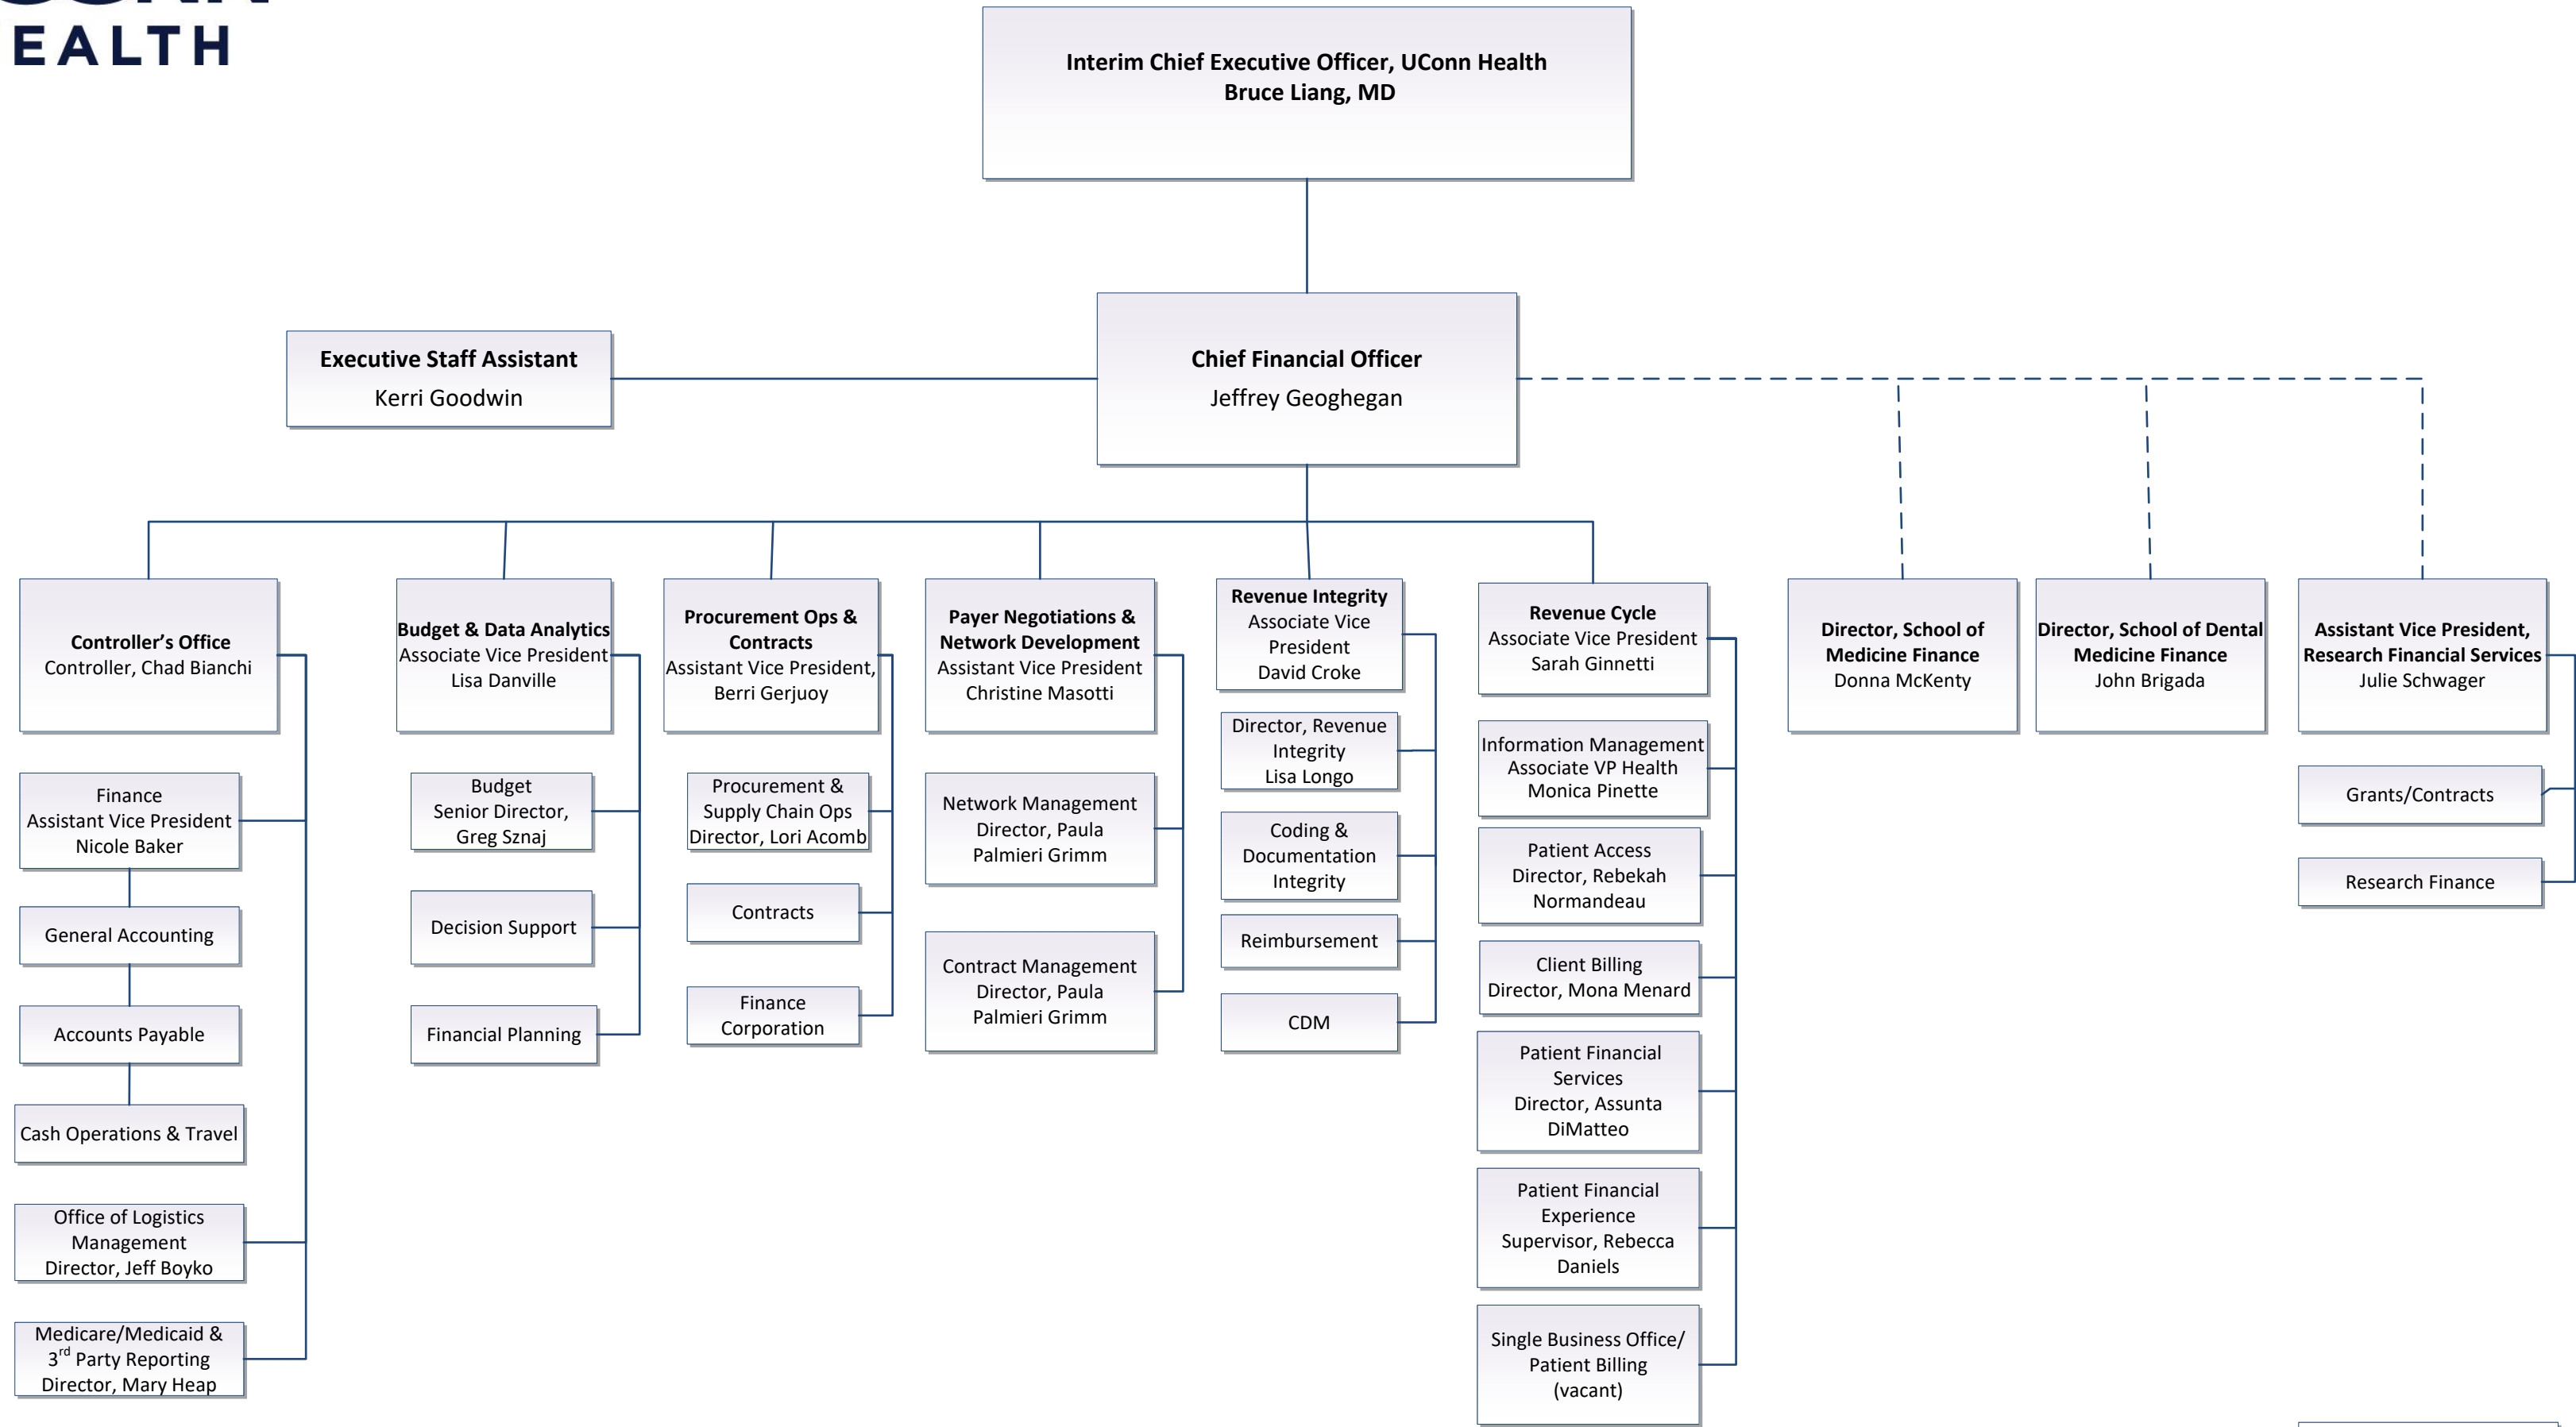 EALTH
Interim Chief Executive Officer, UConn Health
Bruce Liang, MD
Executive Staff Assistant
Kerri Goodwin
Chief Financial Officer
Jeffrey Geoghegan
Controller’s Office
Controller, Chad Bianchi
Finance
Assistant Vice President
Nicole Baker
General Accounting
Accounts Payable
Cash Operations & Travel
Office of Logistics
Management
Director, Jeff Boyko
Medicare/Medicaid &
3rd Party Reporting
Director, Mary Heap
Budget & Data Analytics
Associate Vice President
Lisa Danville
Budget
Senior Director,
Greg Sznaj
Decision Support
Financial Planning
Procurement Ops &
Contracts
Assistant Vice President,
Berri Gerjuoy
Procurement &
Supply Chain Ops
Director, Lori Acomb
Contracts
Finance
Corporation
Payer Negotiations &
Network Development
Assistant Vice President
Christine Masotti
Network Management
Director, Paula
Palmieri Grimm
Contract Management
Director, Paula
Palmieri Grimm
Revenue Integrity
Associate Vice
President
David Croke
Director, Revenue
Integrity
Lisa Longo
Coding &
Documentation
Integrity
Reimbursement
CDM
Revenue Cycle
Associate Vice President
Sarah Ginnetti
Information Management
Associate VP Health
Monica Pinette
Patient Access
Director, Rebekah
Normandeau
Client Billing
Director, Mona Menard
Patient Financial
Services
Director, Assunta
DiMatteo
Patient Financial
Experience
Supervisor, Rebecca
Daniels
Single Business Office/
Patient Billing
(vacant)
Director, School of
Medicine Finance
Donna McKenty
Director, School of Dental
Medicine Finance
John Brigada
Assistant Vice President,
Research Financial Services
Julie Schwager
Grants/Contracts
Research Finance